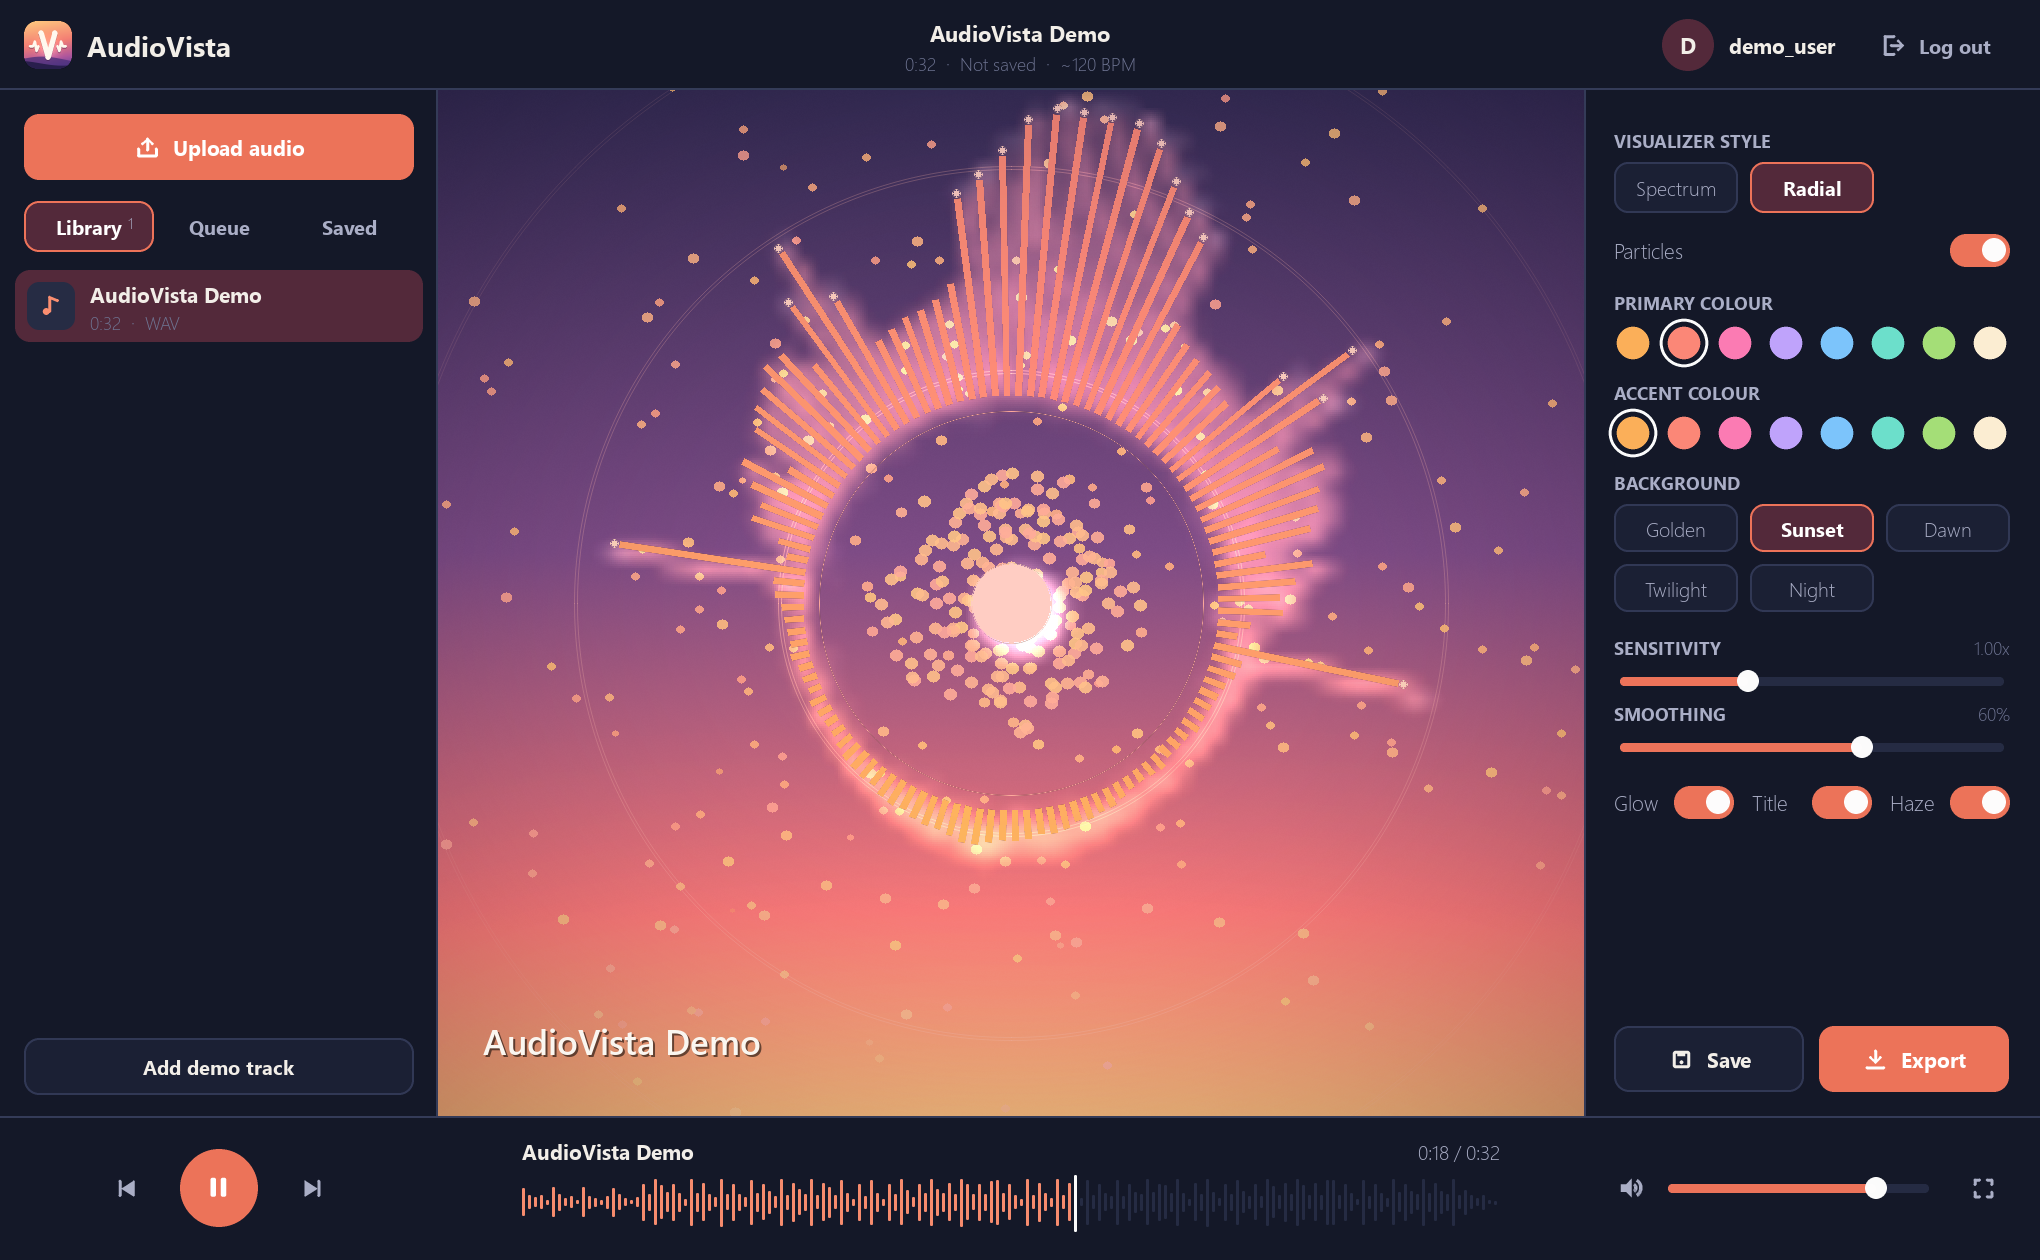 AudioVista
AudioVista Demo
0:32 · Not saved · ~120 BPM
D demo_user Log out
Upload audio
Library 1 Queue Saved
AudioVista Demo
0:32 · WAV
Add demo track
AudioVista Demo
VISUALIZER STYLE
Spectrum Radial
Particles
PRIMARY COLOUR
ACCENT COLOUR
BACKGROUND
Golden Sunset Dawn
Twilight Night
SENSITIVITY 1.00x
SMOOTHING 60%
Glow Title Haze
Save Export
AudioVista Demo 0:18 / 0:32